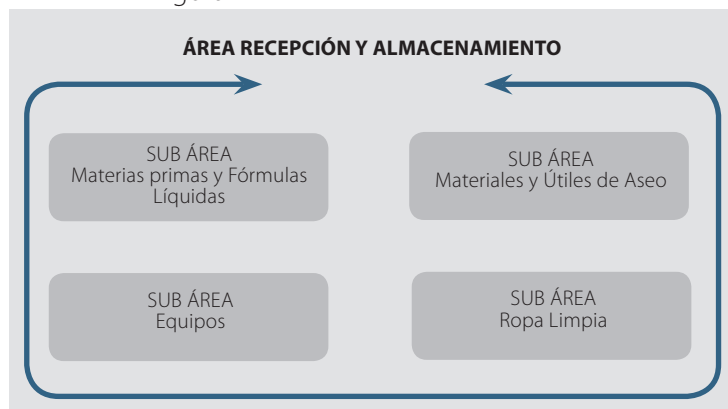 ÁREA RECEPCIÓN Y ALMACENAMIENTO
SUB ÁREA
Materias primas y Fórmulas
Líquidas
SUB ÁREA
Materiales y Útiles de Aseo
SUB ÁREA
Equipos
SUB ÁREA
Ropa Limpia